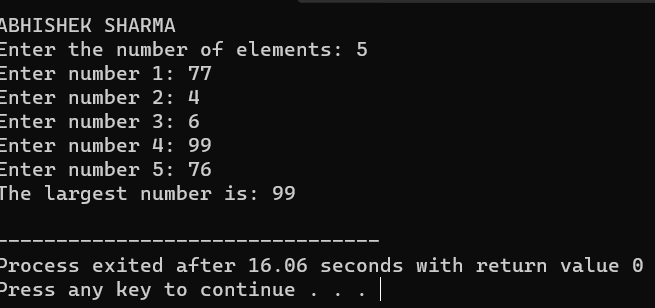 ABHISHEK SHARMA
Enter the number of elements: 5
Enter number 1: 77
Enter number 2: 4
Enter number 3: 6
Enter number 4: 99
Enter number 5: 76
The largest number is: 99
--------------------------------
Process exited after 16.06 seconds with return value 0
Press any key to continue . . .